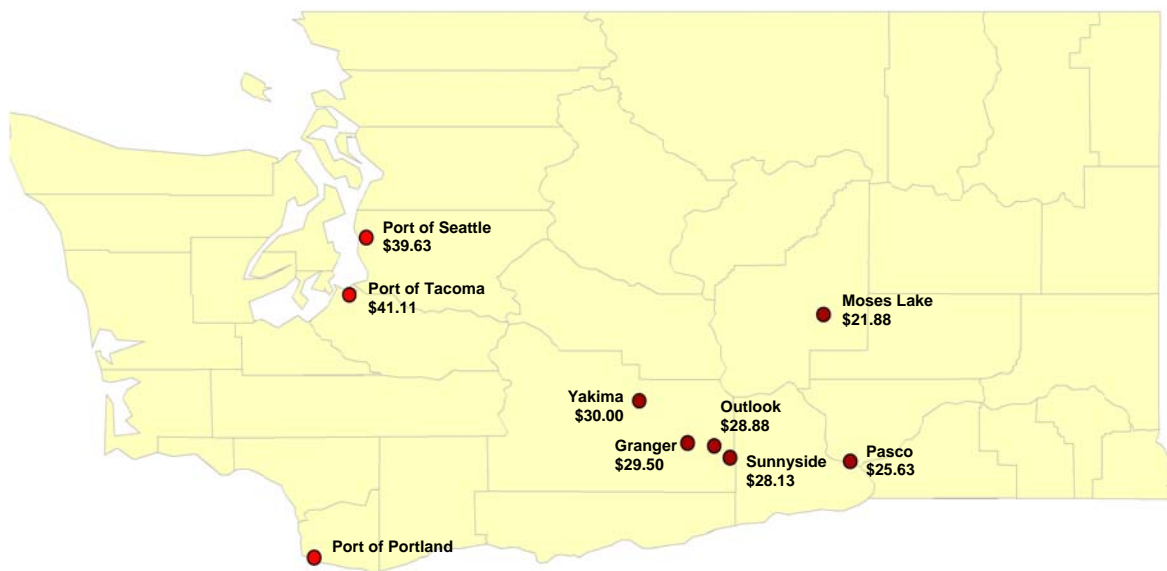 Port of Seattle
$39.63
Port of Tacoma
$41.11
Moses Lake
$21.88
Yakima
$30.00
Outlook
$28.88
Granger
$29.50
Sunnyside
$28.13
Pasco
$25.63
Port of Portland